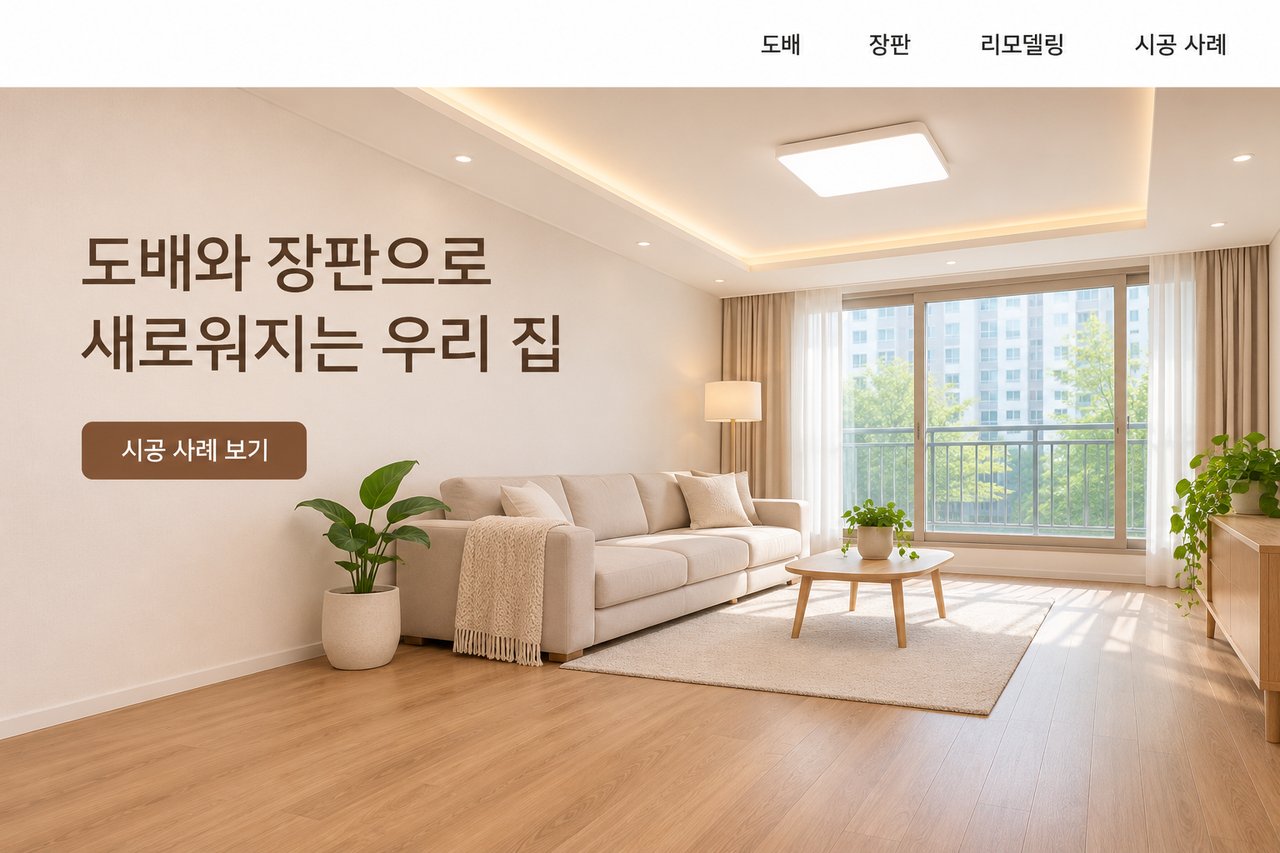 도배 장판 리모델링 시공 사례
도배와 장판으로
새로워지는 우리 집
시공 사례 보기